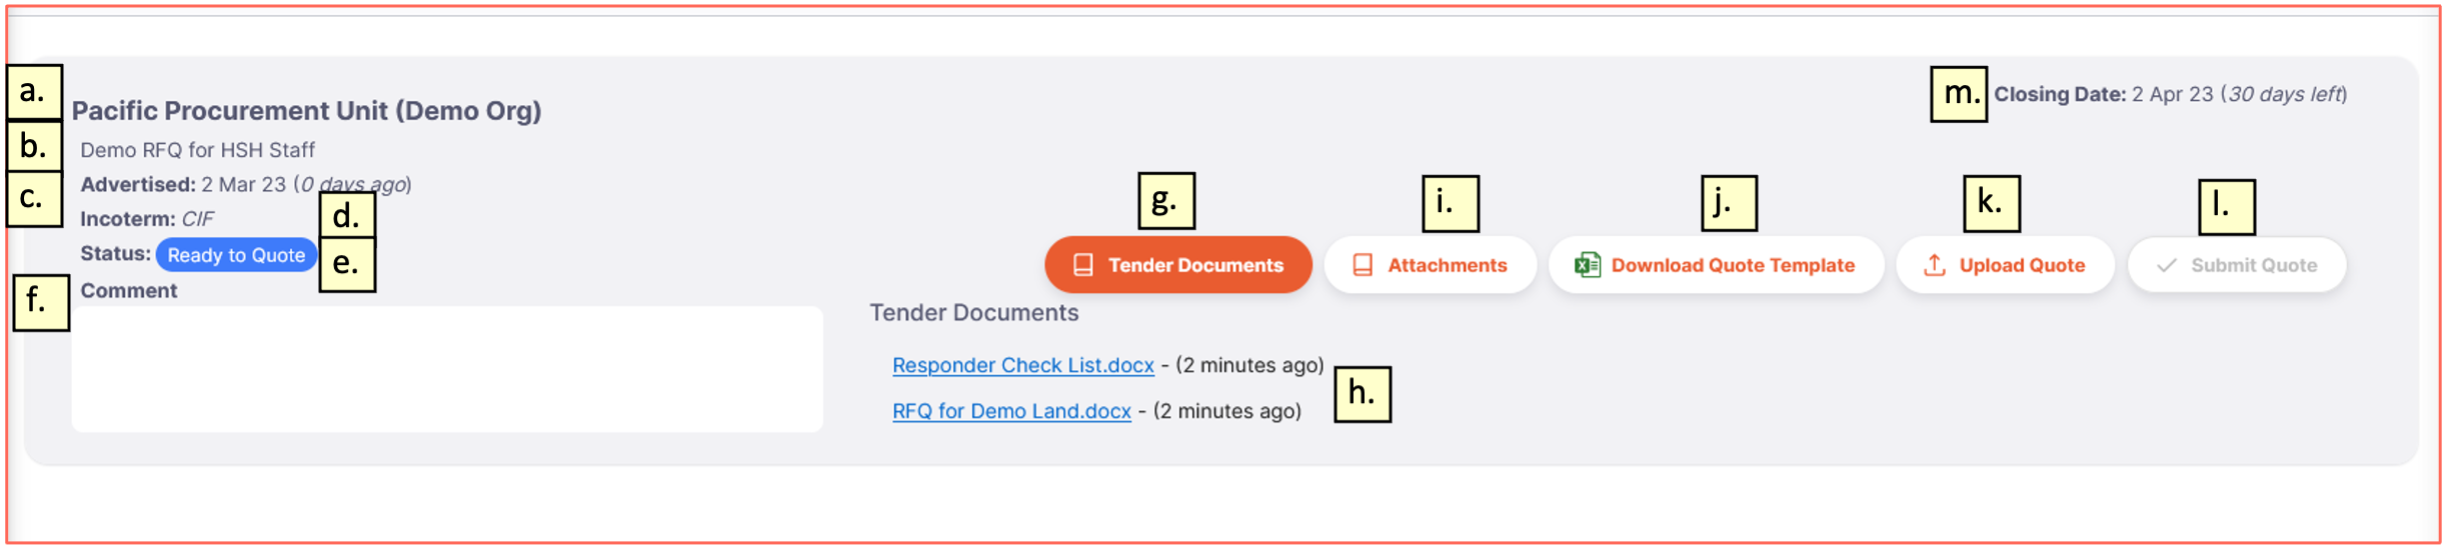 a.
Pacific Procurement Unit (Demo Org)
m.
Closing Date: 2 Apr 23 (30 days left)
b.
Demo RFQ for HSH Staff
c.
Advertised: 2 Mar 23 (0 days ago)
Incoterm: CIF
d.
Status: Ready to Quote
e.
f.
Comment
g.
Tender Documents
i.
Attachments
j.
Download Quote Template
k.
Upload Quote
l.
Submit Quote
Tender Documents
Responder Check List.docx - (2 minutes ago)
h.
RFQ for Demo Land.docx - (2 minutes ago)